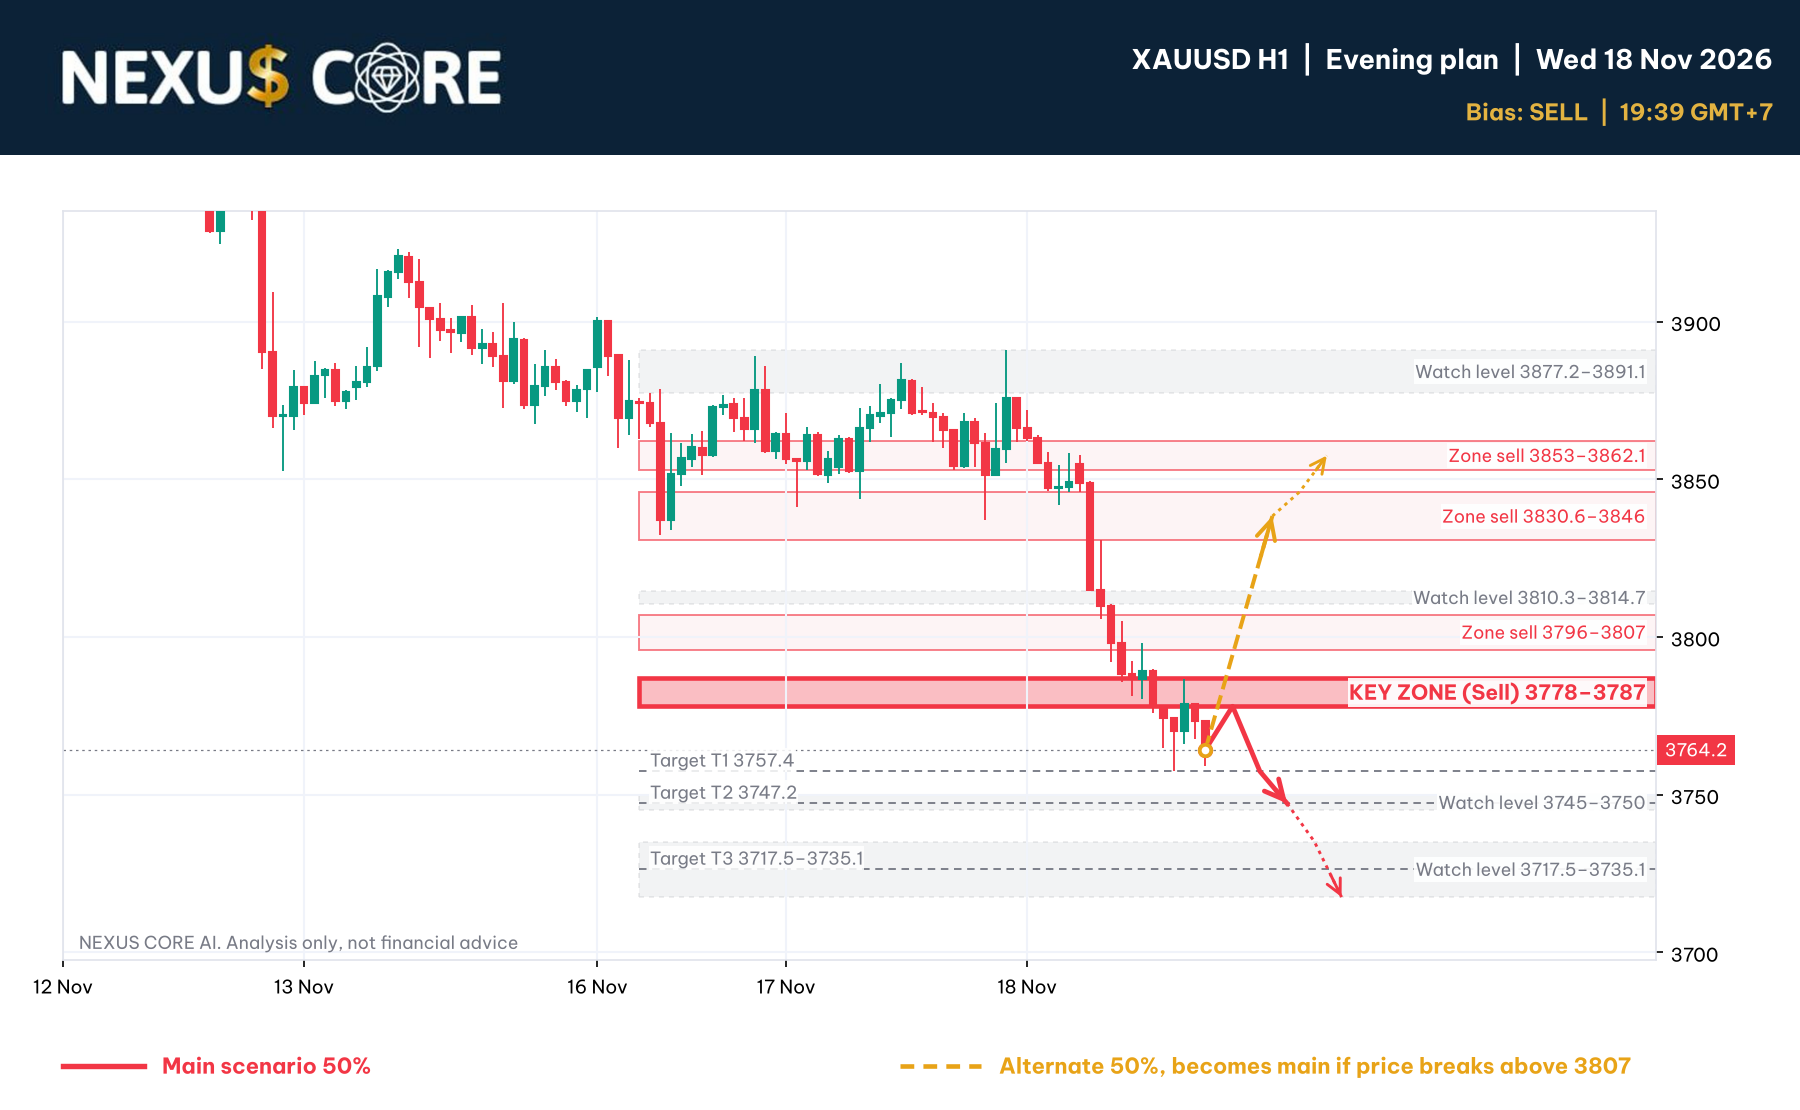 NEXU$ CORE
XAUUSD H1 | Evening plan | Wed 18 Nov 2026
Bias: SELL | 19:39 GMT+7
3900
Watch level 3877.2–3891.1
Zone sell 3853–3862.1
3850
Zone sell 3830.6–3846
Watch level 3810.3–3814.7
Zone sell 3796–3807
3800
KEY ZONE (Sell) 3778–3787
3764.2
Target T1 3757.4
Target T2 3747.2
Watch level 3745–3750
3750
Target T3 3717.5–3735.1
Watch level 3717.5–3735.1
NEXUS CORE AI. Analysis only, not financial advice
3700
12 Nov
13 Nov
16 Nov
17 Nov
18 Nov
Main scenario 50%
Alternate 50%, becomes main if price breaks above 3807